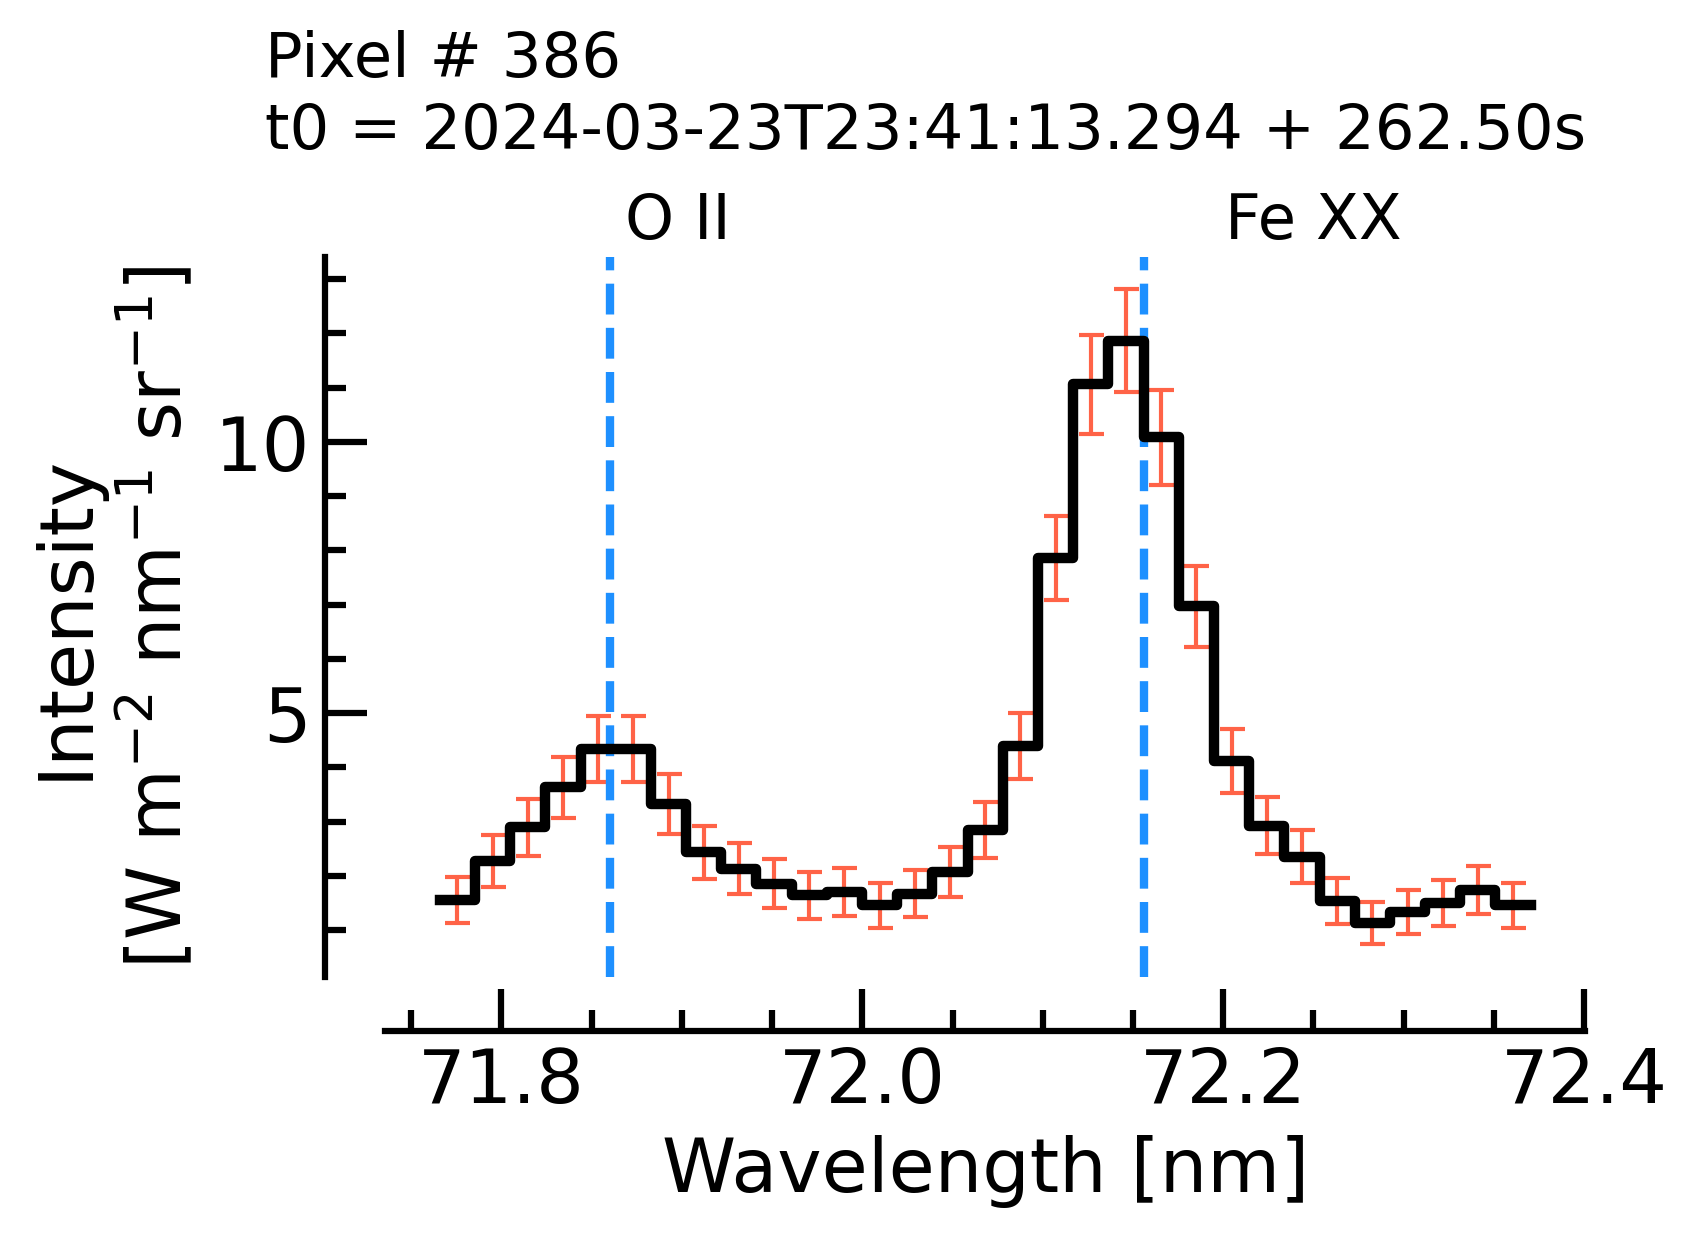 Pixel # 386
t0 = 2024-03-23T23:41:13.294 + 262.50s
O II
Fe XX
Intensity
[W m⁻² nm⁻¹ sr⁻¹]
10
5
71.8
72.0
72.2
72.4
Wavelength [nm]